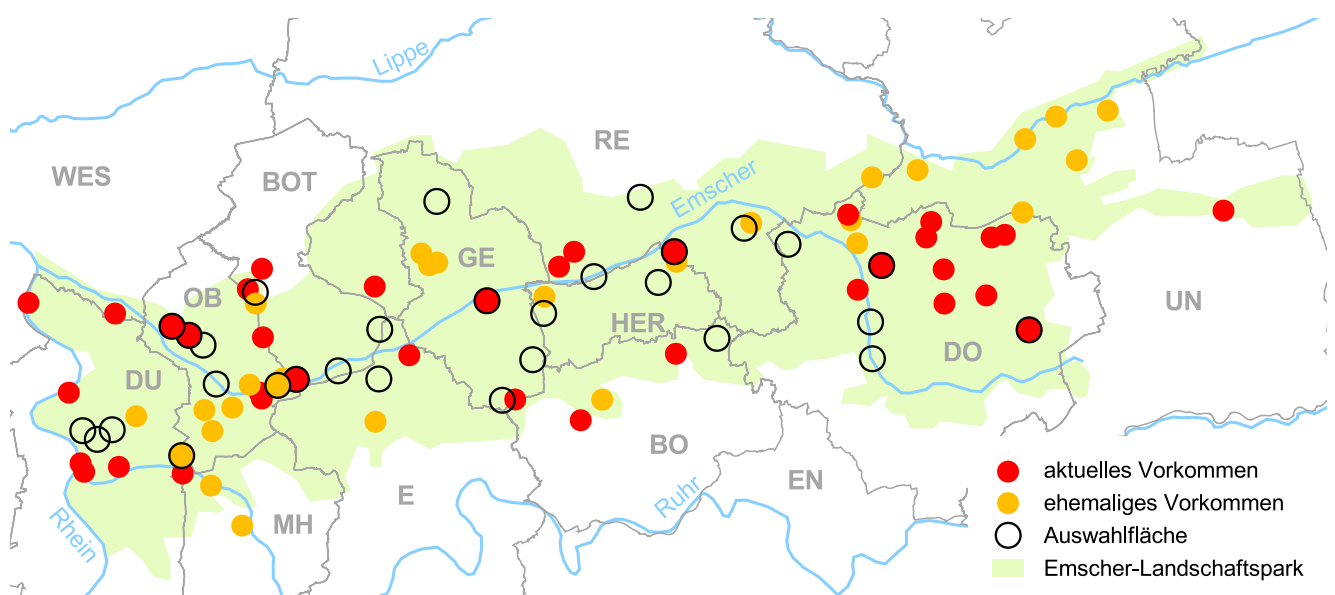 Lippe
RE
WES
BOT
Emscher
GE
OB
UN
HER
DO
DU
BO
aktuelles Vorkommen
EN
E
Ruhr
ehemaliges Vorkommen
MH
Rhein
Auswahlfläche
Emscher-Landschaftspark